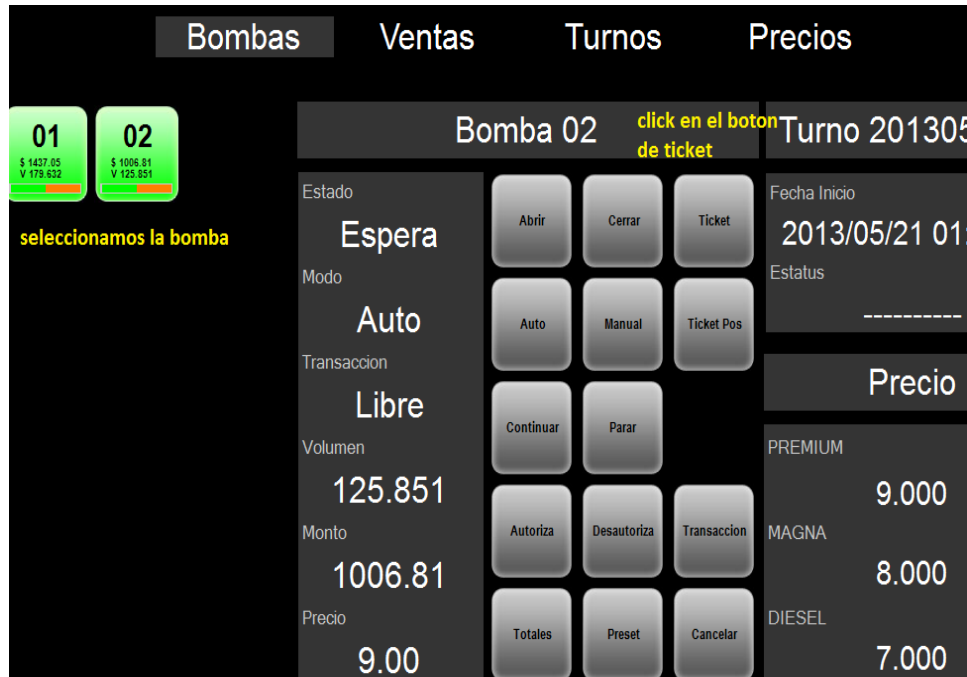 Bombas Ventas Turnos Precios
01
$ 1437.05
V 179.632
02
$ 1006.81
V 125.851
seleccionamos la bomba
Bomba 02
click en el boton
de ticket
Estado
Espera
Modo
Auto
Transaccion
Libre
Volumen
125.851
Monto
1006.81
Precio
9.00
Abrir Cerrar Ticket
Auto Manual Ticket Pos
Continuar Parar
Autoriza Desautoriza Transaccion
Totales Preset Cancelar
Turno 201305
Fecha Inicio
2013/05/21 01:
Estatus
----------
Precio
PREMIUM
9.000
MAGNA
8.000
DIESEL
7.000